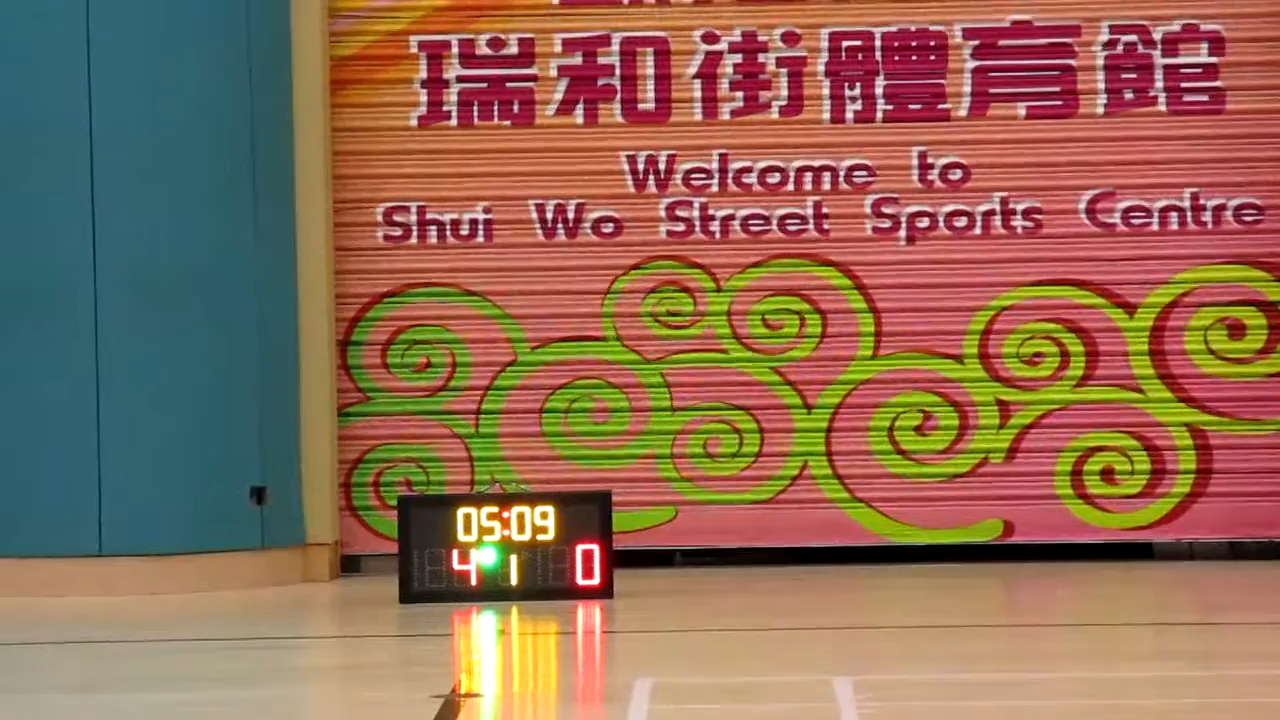 瑞和街體育館
Welcome to
Shui Wo Street Sports Centre
05:09
4 1 0